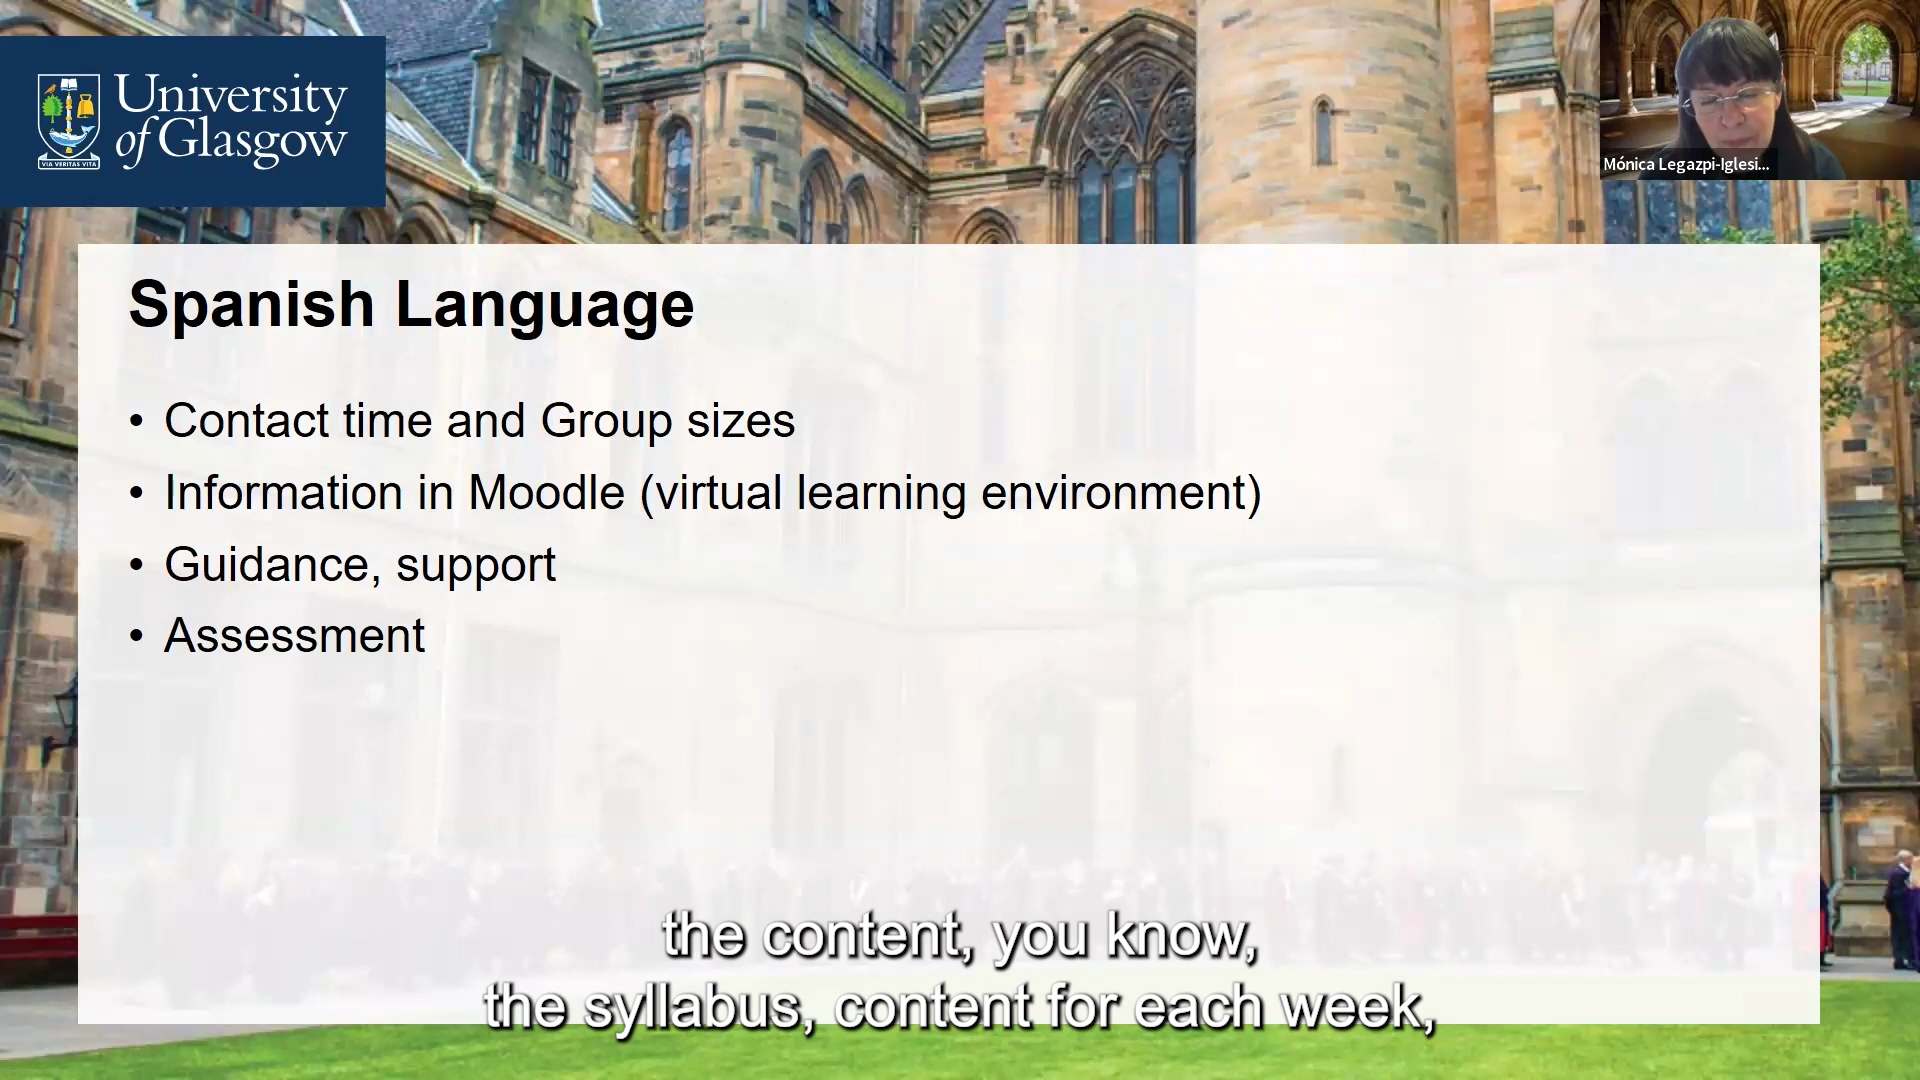 University
of Glasgow
VIA VERITAS VITA
Mónica Legazpi-Iglesi...
Spanish Language
• Contact time and Group sizes
• Information in Moodle (virtual learning environment)
• Guidance, support
• Assessment
the content, you know,
the syllabus, content for each week,